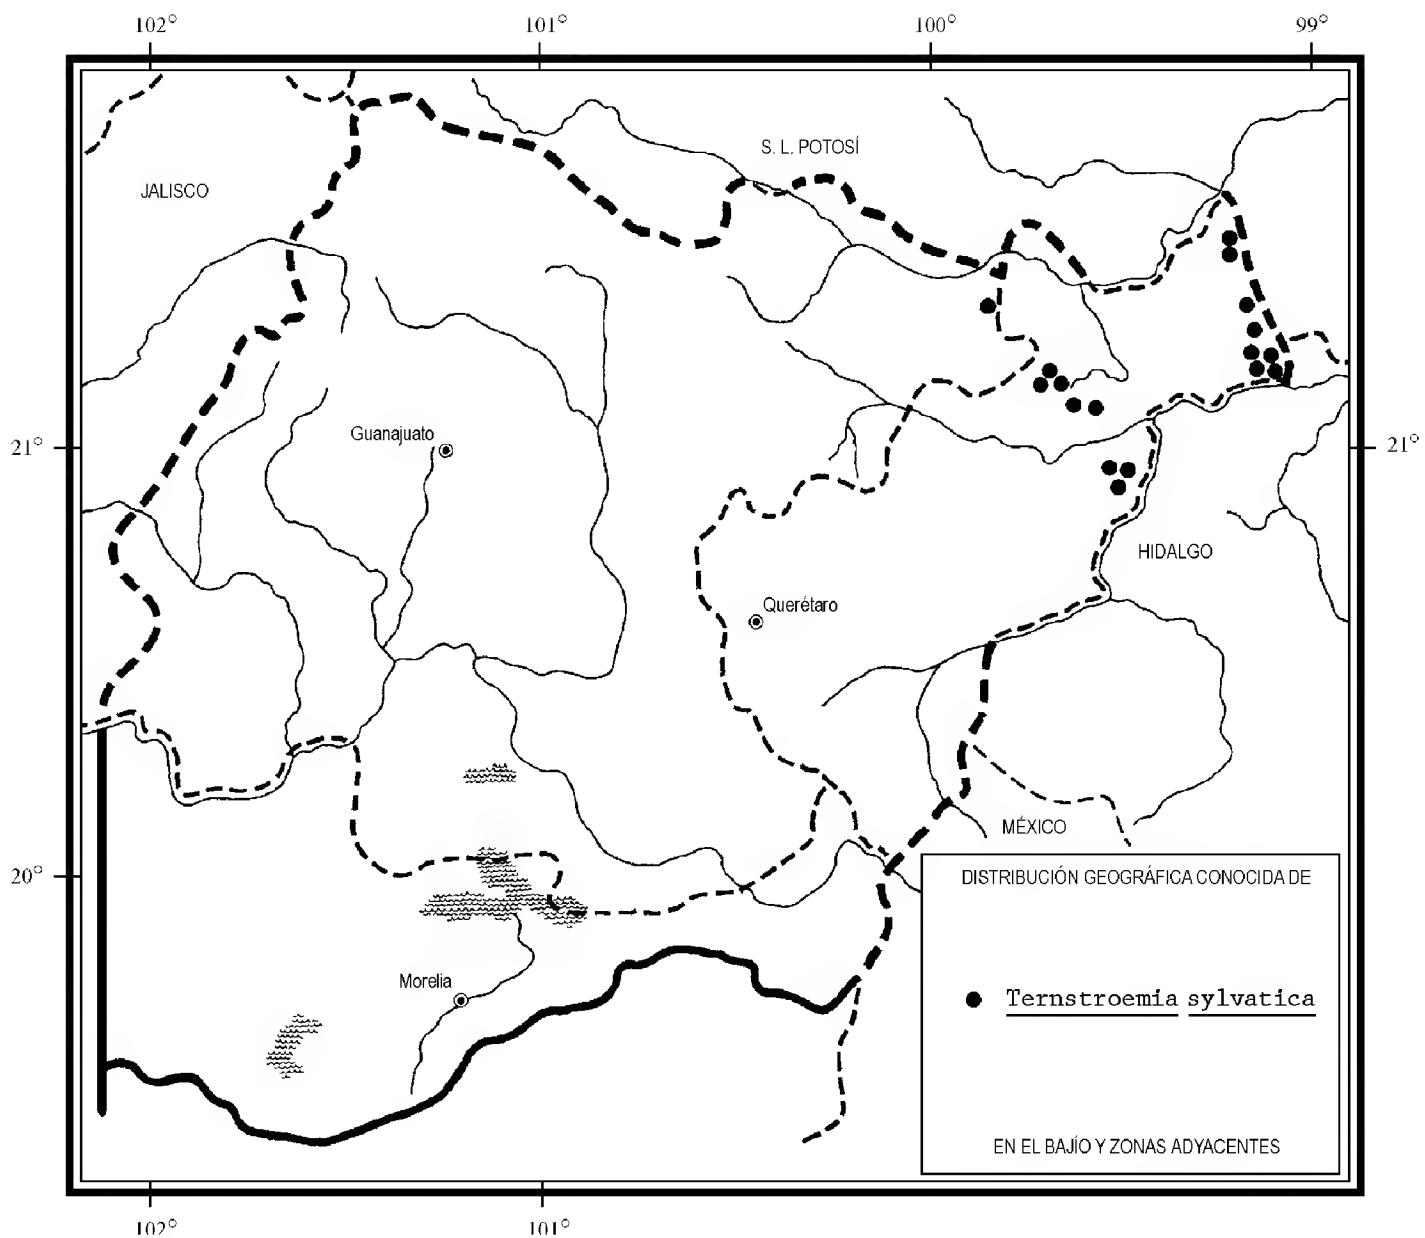 102° 101° 100° 99°
S. L. POTOSÍ
JALISCO
Guanajuato
21° 21°
HIDALGO
Querétaro
MÉXICO
20°
DISTRIBUCIÓN GEOGRÁFICA CONOCIDA DE
Morelia
Ternstroemia sylvatica
EN EL BAJÍO Y ZONAS ADYACENTES
102° 101°